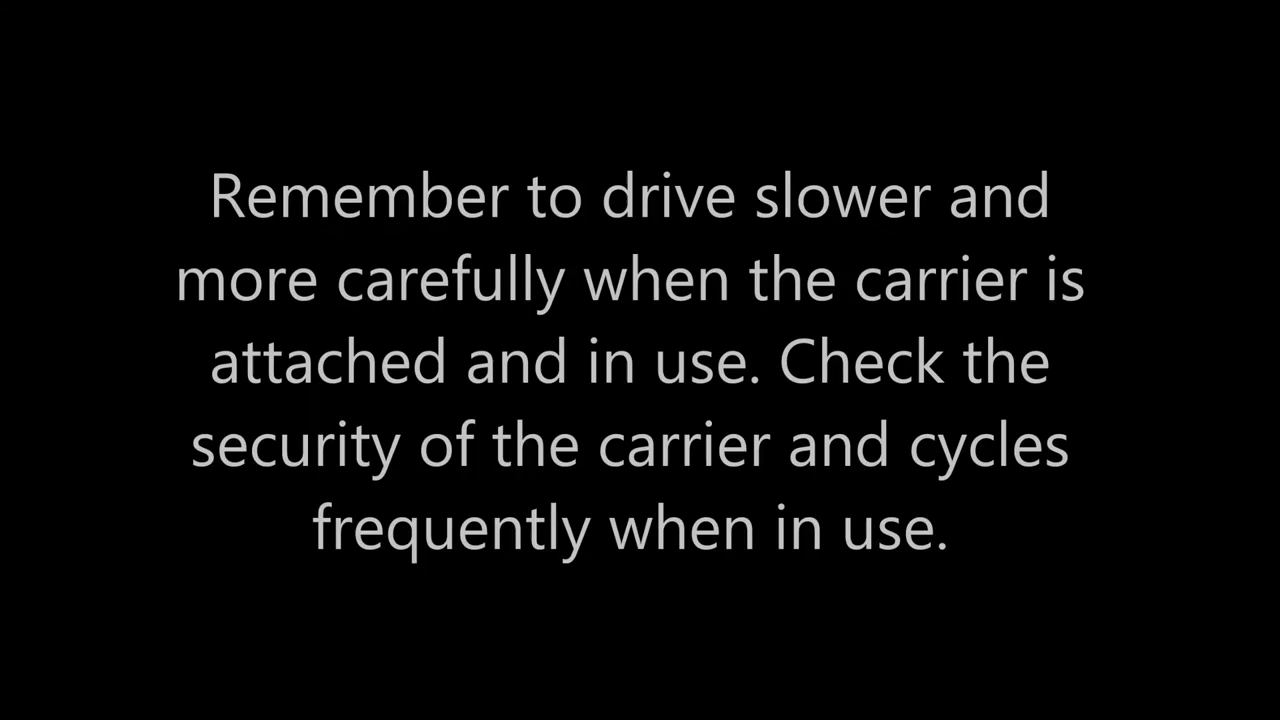 Remember to drive slower and
more carefully when the carrier is
attached and in use. Check the
security of the carrier and cycles
frequently when in use.